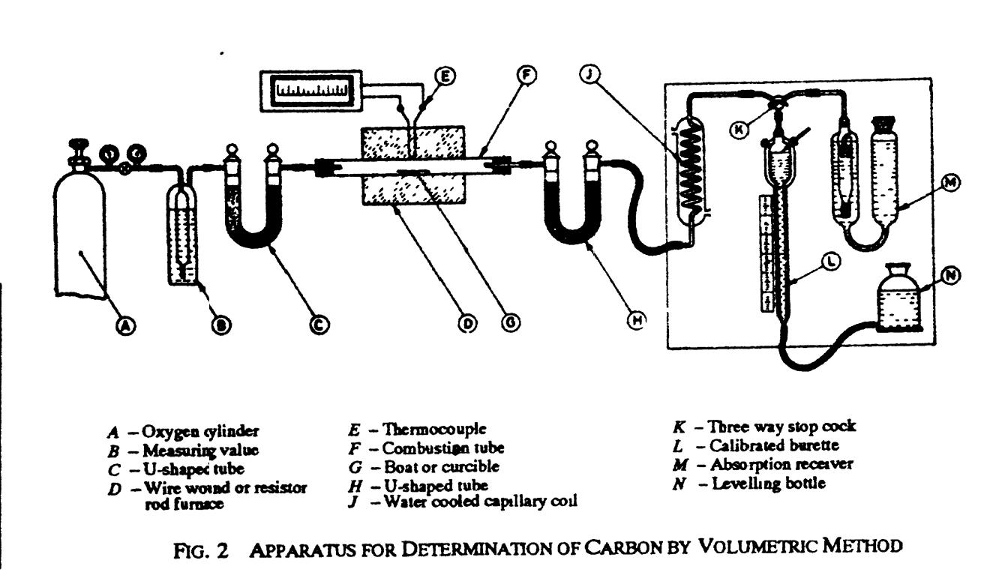 E
F
J
K
M
L
N
A
B
C
D
G
H
A – Oxygen cylinder
B – Measuring value
C – U-shaped tube
D – Wire wound or resistor
rod furnace
E – Thermocouple
F – Combustion tube
G – Boat or curcible
H – U-shaped tube
J – Water cooled capillary coil
K – Three way stop cock
L – Calibrated burette
M – Absorption receiver
N – Levelling bottle
FIG. 2 APPARATUS FOR DETERMINATION OF CARBON BY VOLUMETRIC METHOD